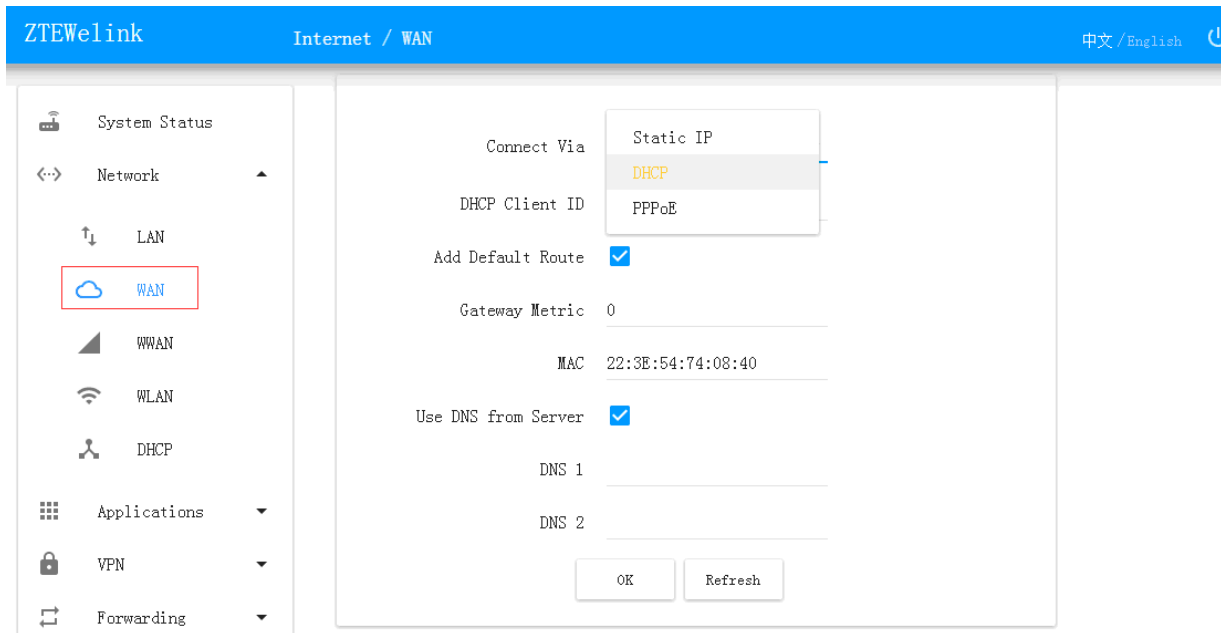 ZTEWelink
Internet / WAN
中文/English
System Status
Network
LAN
WAN
WWAN
WLAN
DHCP
Applications
VPN
Forwarding
Connect Via
Static IP
DHCP
PPPoE
DHCP Client ID
Add Default Route
Gateway Metric 0
MAC 22:3E:54:74:08:40
Use DNS from Server
DNS 1
DNS 2
OK Refresh